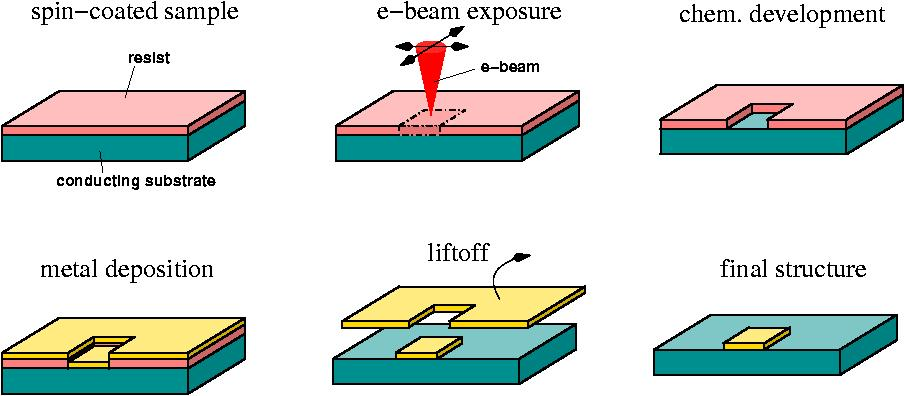 spin−coated sample
e−beam exposure
chem. development
resist
e−beam
conducting substrate
metal deposition
liftoff
final structure